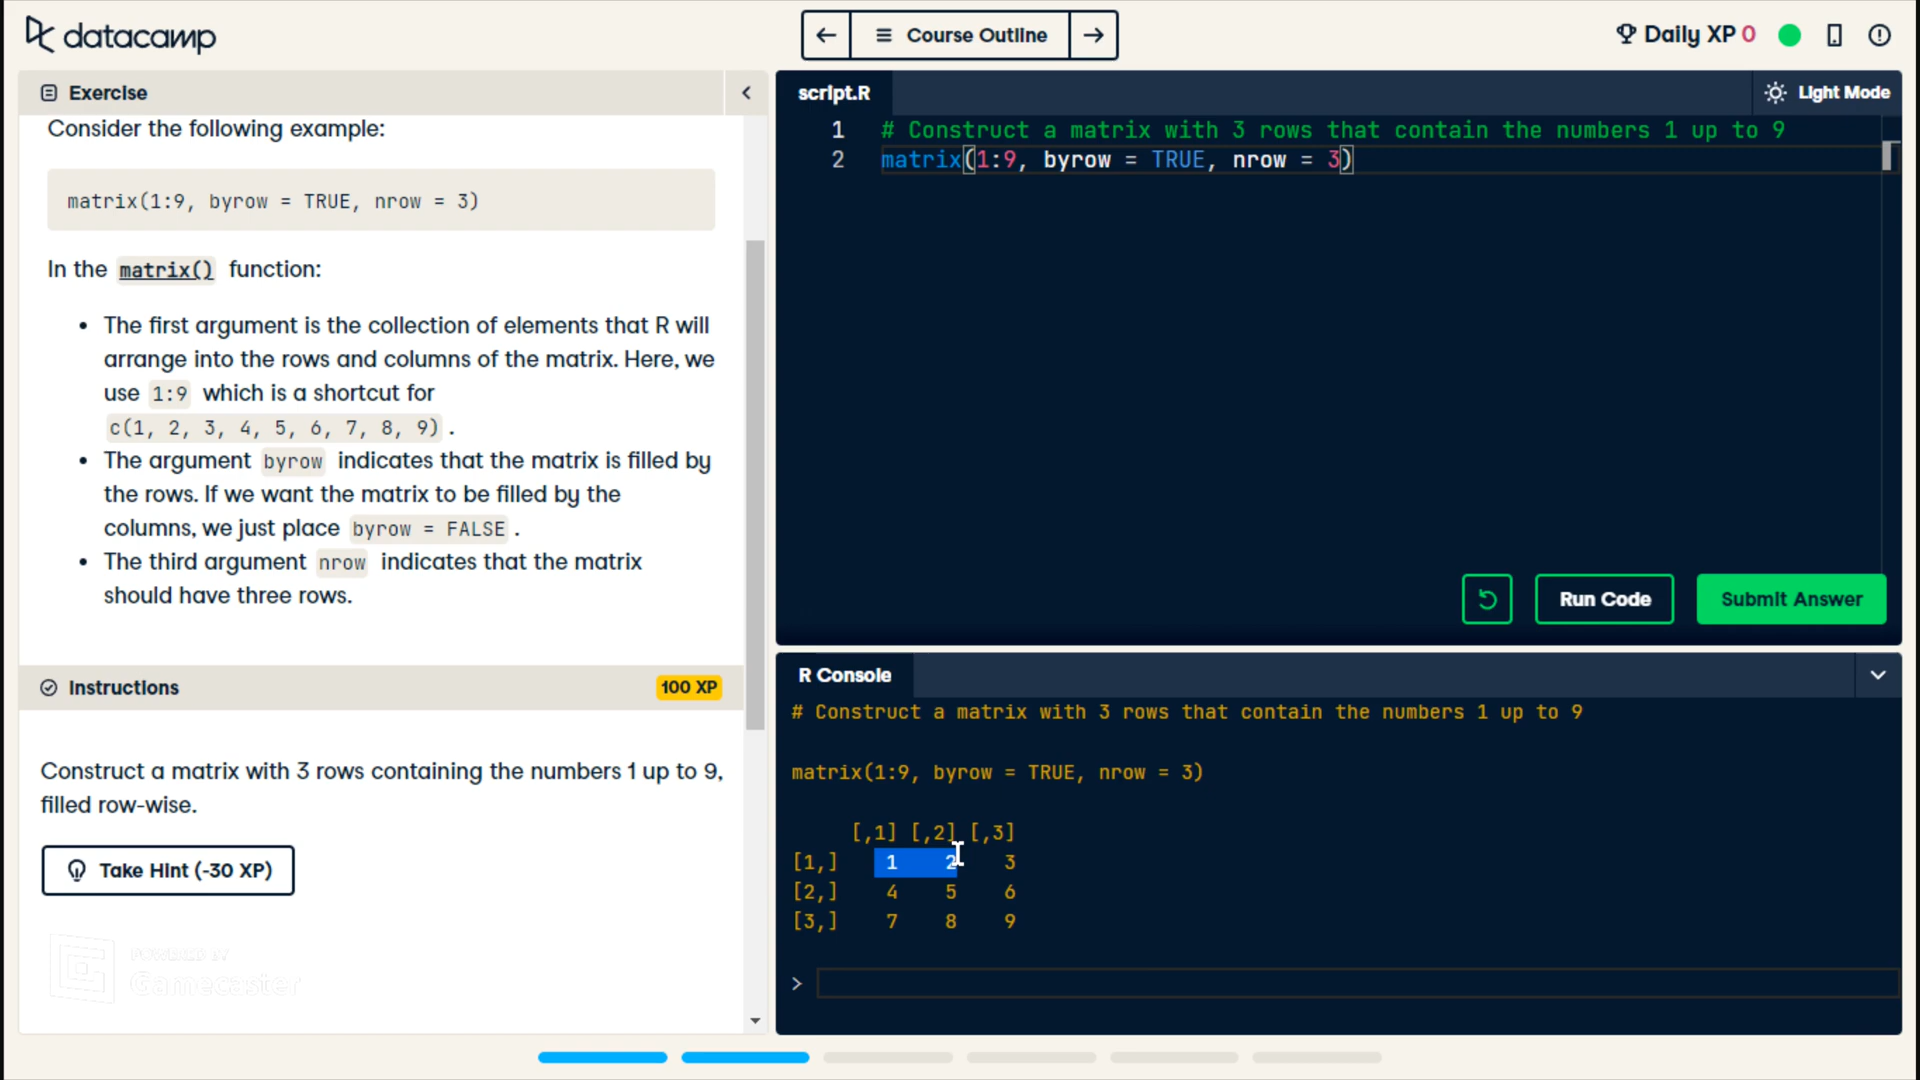 datacamp
Course Outline
Daily XP 0
Exercise
Consider the following example:
matrix(1:9, byrow = TRUE, nrow = 3)
In the matrix() function:
• The first argument is the collection of elements that R will
arrange into the rows and columns of the matrix. Here, we
use 1:9 which is a shortcut for
c(1, 2, 3, 4, 5, 6, 7, 8, 9) .
• The argument byrow indicates that the matrix is filled by
the rows. If we want the matrix to be filled by the
columns, we just place byrow = FALSE .
• The third argument nrow indicates that the matrix
should have three rows.
Instructions
100 XP
Construct a matrix with 3 rows containing the numbers 1 up to 9,
filled row-wise.
Take Hint (-30 XP)
POWERED BY
Gamecaster
script.R
Light Mode
1 # Construct a matrix with 3 rows that contain the numbers 1 up to 9
2 matrix(1:9, byrow = TRUE, nrow = 3)
Run Code
Submit Answer
R Console
# Construct a matrix with 3 rows that contain the numbers 1 up to 9
matrix(1:9, byrow = TRUE, nrow = 3)
[,1] [,2] [,3]
[1,] 1 2 3
[2,] 4 5 6
[3,] 7 8 9
>